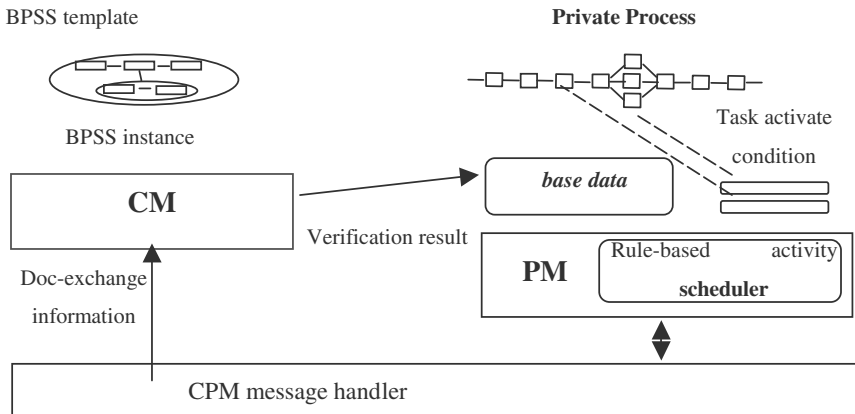 BPSS template
Private Process
BPSS instance
Task activate
condition
base data
CM
Verification result
Doc-exchange
information
PM
Rule-based activity
scheduler
CPM message handler